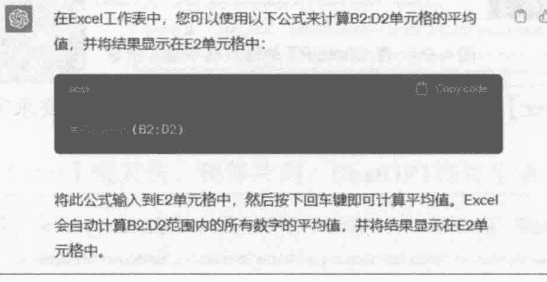 在Excel工作表中，您可以使用以下公式来计算B2:D2单元格的平均
值，并将结果显示在E2单元格中：
Copy code
(B2:D2)
将此公式输入到E2单元格中，然后按下回车键即可计算平均值。Excel
会自动计算B2:D2范围内的所有数字的平均值，并将结果显示在E2单
元格中。